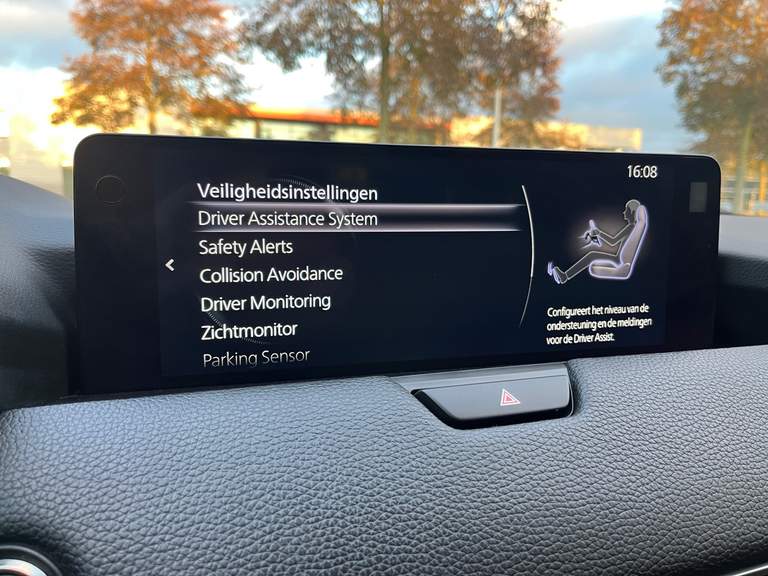 16:08
Veiligheidsinstellingen
Driver Assistance System
Safety Alerts
Collision Avoidance
Driver Monitoring
Zichtmonitor
Parking Sensor
Configureert het niveau van de
ondersteuning en de meldingen
voor de Driver Assist.